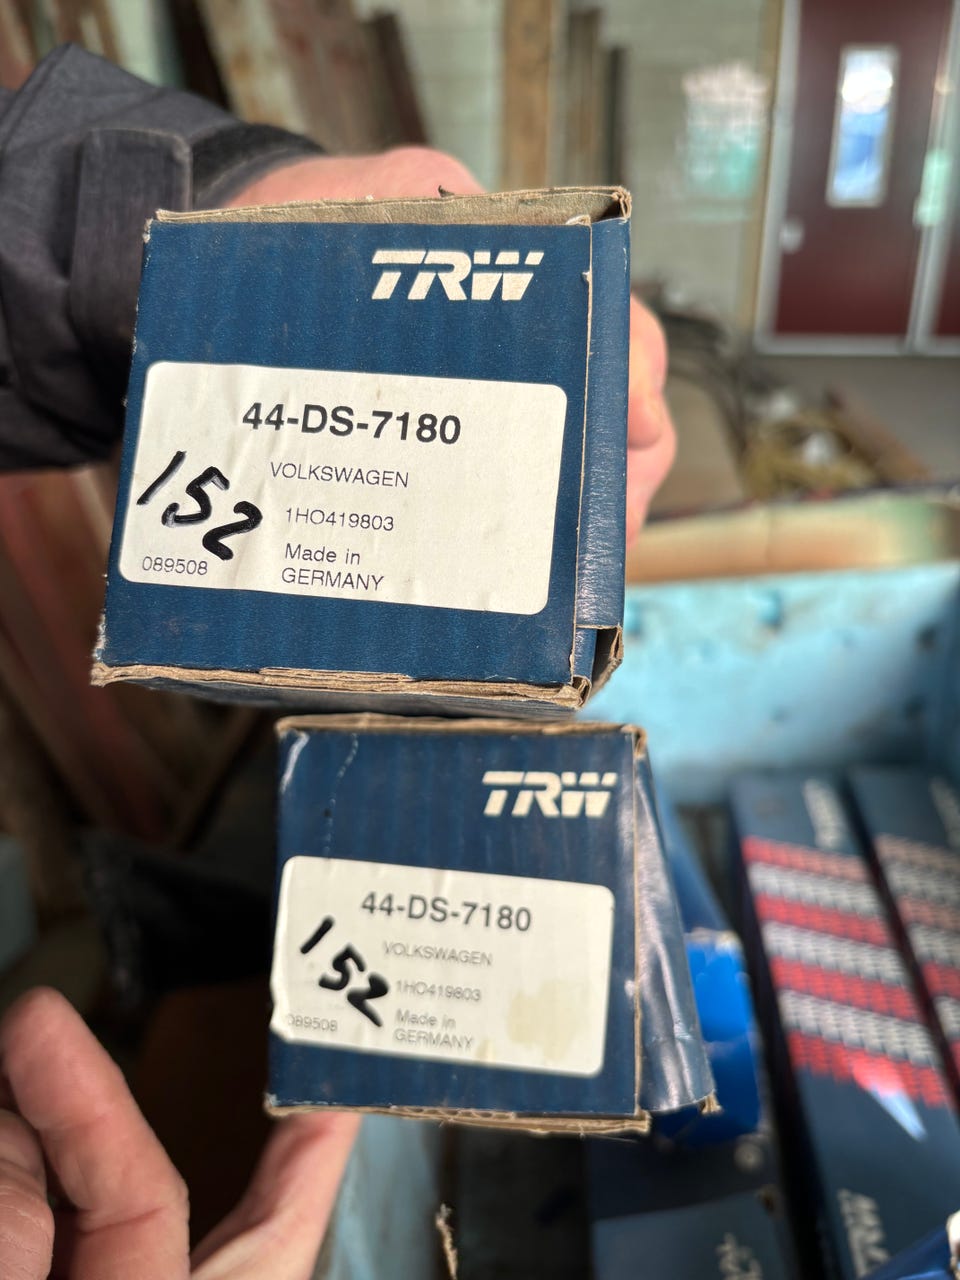 TRW
44-DS-7180
VOLKSWAGEN
152
1HO419803
Made in
089508
GERMANY
TRW
44-DS-7180
VOLKSWAGEN
152
1HO419803
Made in
089508
GERMANY